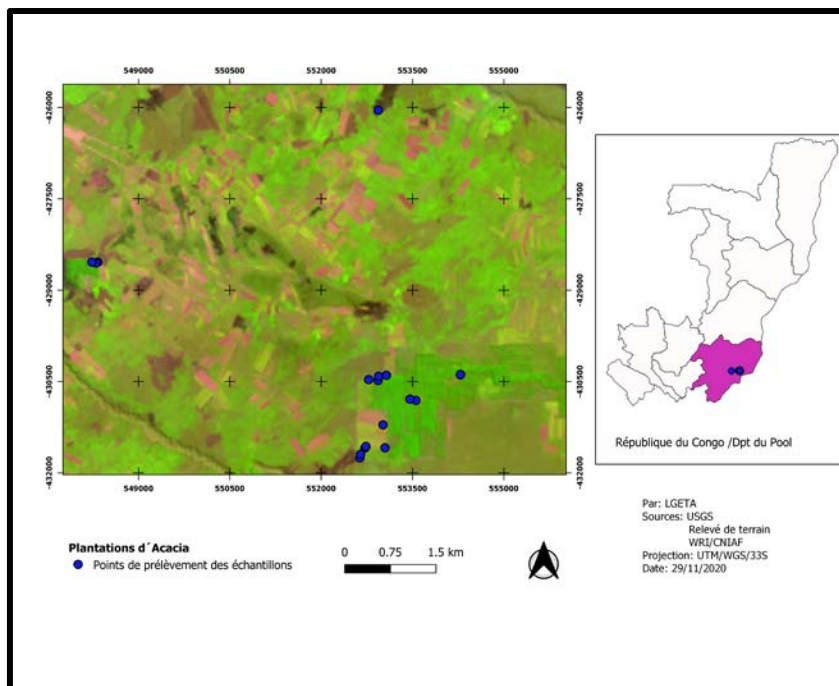 549000 550500 552000 553500 555000
-426000 -426000
-427500 -427500
-429000 -429000
-430500 -430500
-432000 -432000
549000 550500 552000 553500 555000
République du Congo /Dpt du Pool
Plantations d´Acacia
Points de prélèvement des échantillons
0 0.75 1.5 km
Par: LGETA
Sources: USGS
Relevé de terrain
WRI/CNIAF
Projection: UTM/WGS/33S
Date: 29/11/2020